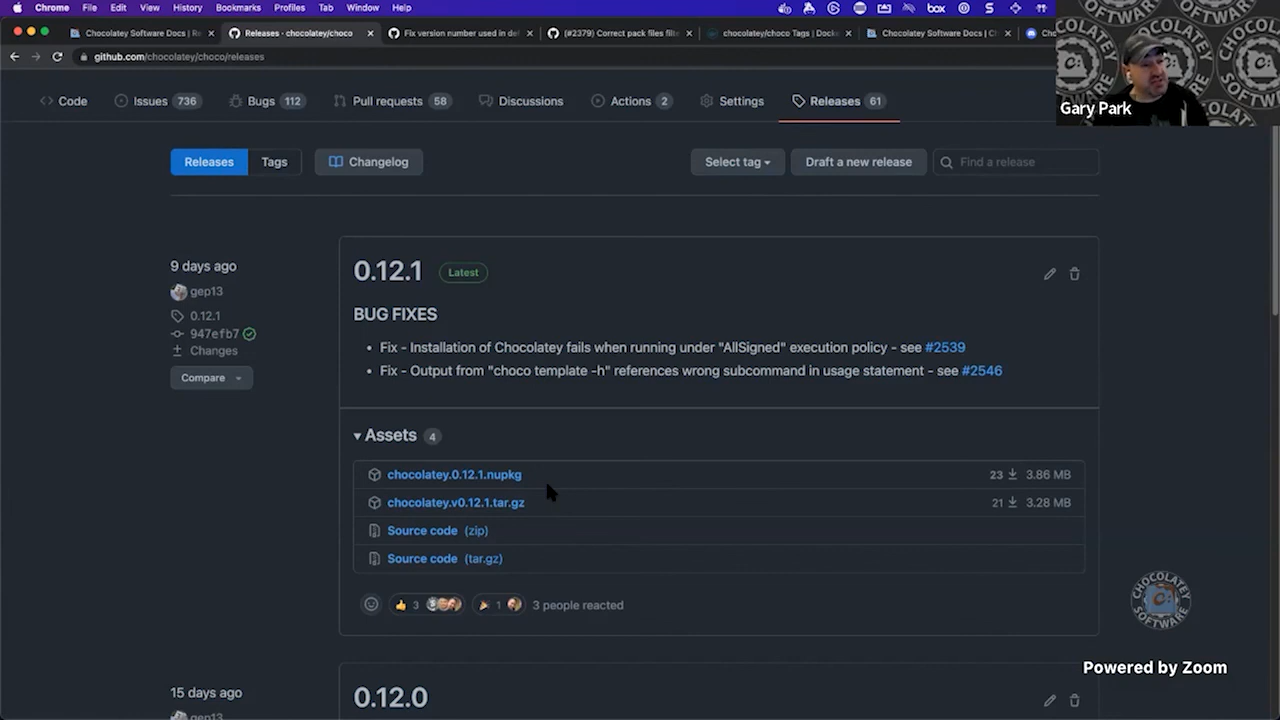 Chrome File Edit View History Bookmarks Profiles Tab Window Help
box
Chocolatey Software Docs | R
Releases · chocolatey/choco
Fix version number used in de
(#2379) Correct pack files filte
chocolatey/choco Tags | Docke
Chocolatey Software Docs | C
Cho
github.com/chocolatey/choco/releases
Gary Park
Code
Issues 736
Bugs 112
Pull requests 58
Discussions
Actions 2
Settings
Releases 61
Releases
Tags
Changelog
Select tag
Draft a new release
Find a release
9 days ago
gep13
0.12.1
947efb7
Changes
Compare
0.12.1 Latest
BUG FIXES
• Fix - Installation of Chocolatey fails when running under "AllSigned" execution policy - see #2539
• Fix - Output from "choco template -h" references wrong subcommand in usage statement - see #2546
Assets 4
chocolatey.0.12.1.nupkg 23 3.86 MB
chocolatey.v0.12.1.tar.gz 21 3.28 MB
Source code (zip)
Source code (tar.gz)
3
1
3 people reacted
CHOCOLATEY SOFTWARE
Powered by Zoom
15 days ago
gep13
0.12.0